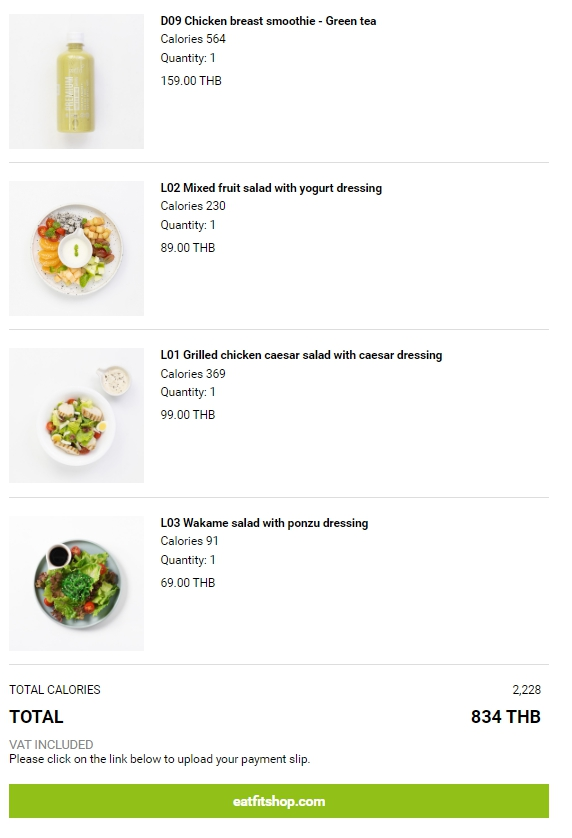 D09 Chicken breast smoothie - Green tea
Calories 564
Quantity: 1
159.00 THB
PREMIUM
L02 Mixed fruit salad with yogurt dressing
Calories 230
Quantity: 1
89.00 THB
L01 Grilled chicken caesar salad with caesar dressing
Calories 369
Quantity: 1
99.00 THB
L03 Wakame salad with ponzu dressing
Calories 91
Quantity: 1
69.00 THB
TOTAL CALORIES 2,228
TOTAL 834 THB
VAT INCLUDED
Please click on the link below to upload your payment slip.
eatfitshop.com